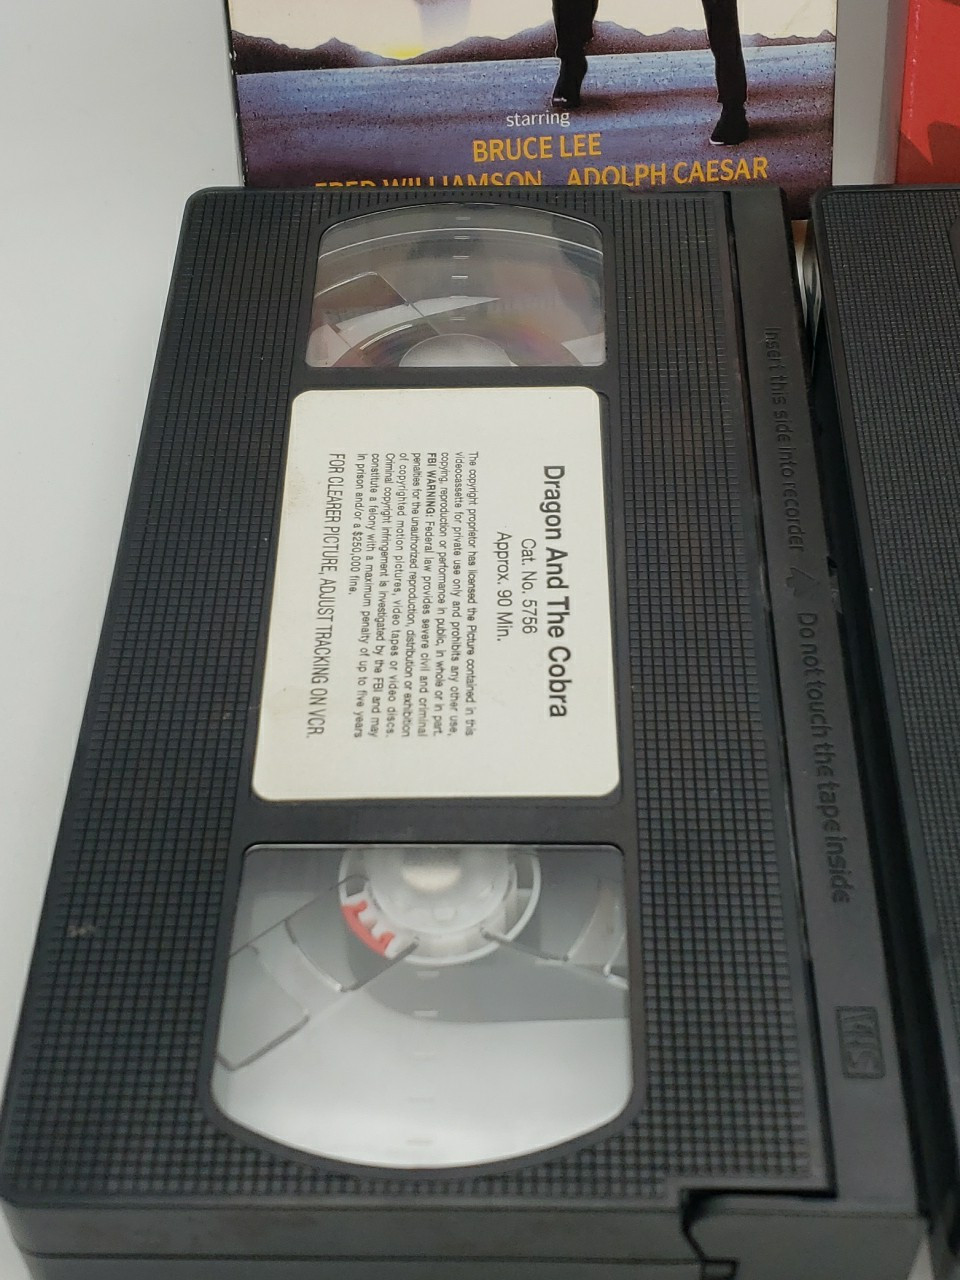 starring
BRUCE LEE
FRED WILLIAMSON ADOLPH CAESAR
Dragon And The Cobra
Cat. No. 5756
Approx. 90 Min.
The copyright proprietor has licensed the Picture contained in this
videocassette for private use only and prohibits any other use,
copying, reproduction or performance in public, in whole or in part.
FBI WARNING: Federal law provides severe civil and criminal
penalties for the unauthorized reproduction, distribution or exhibition
of copyrighted motion pictures, video tapes or video discs.
Criminal copyright infringement is investigated by the FBI and may
constitute a felony with a maximum penalty of up to five years
in prison and/or a $250,000 fine.
FOR CLEARER PICTURE, ADJUST TRACKING ON VCR.
Insert this side into recorder Do not touch the tape inside
VHS